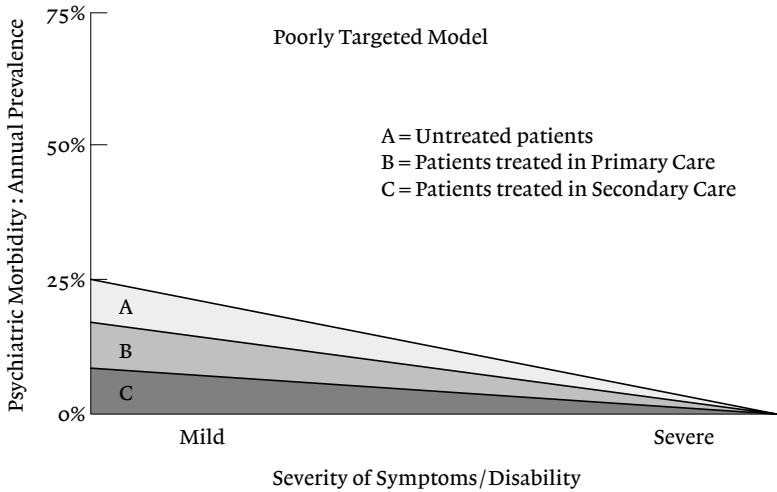 75%
Poorly Targeted Model
Psychiatric Morbidity : Annual Prevalence
50%
A = Untreated patients
B = Patients treated in Primary Care
C = Patients treated in Secondary Care
25%
A
B
C
0%
Mild
Severe
Severity of Symptoms/Disability